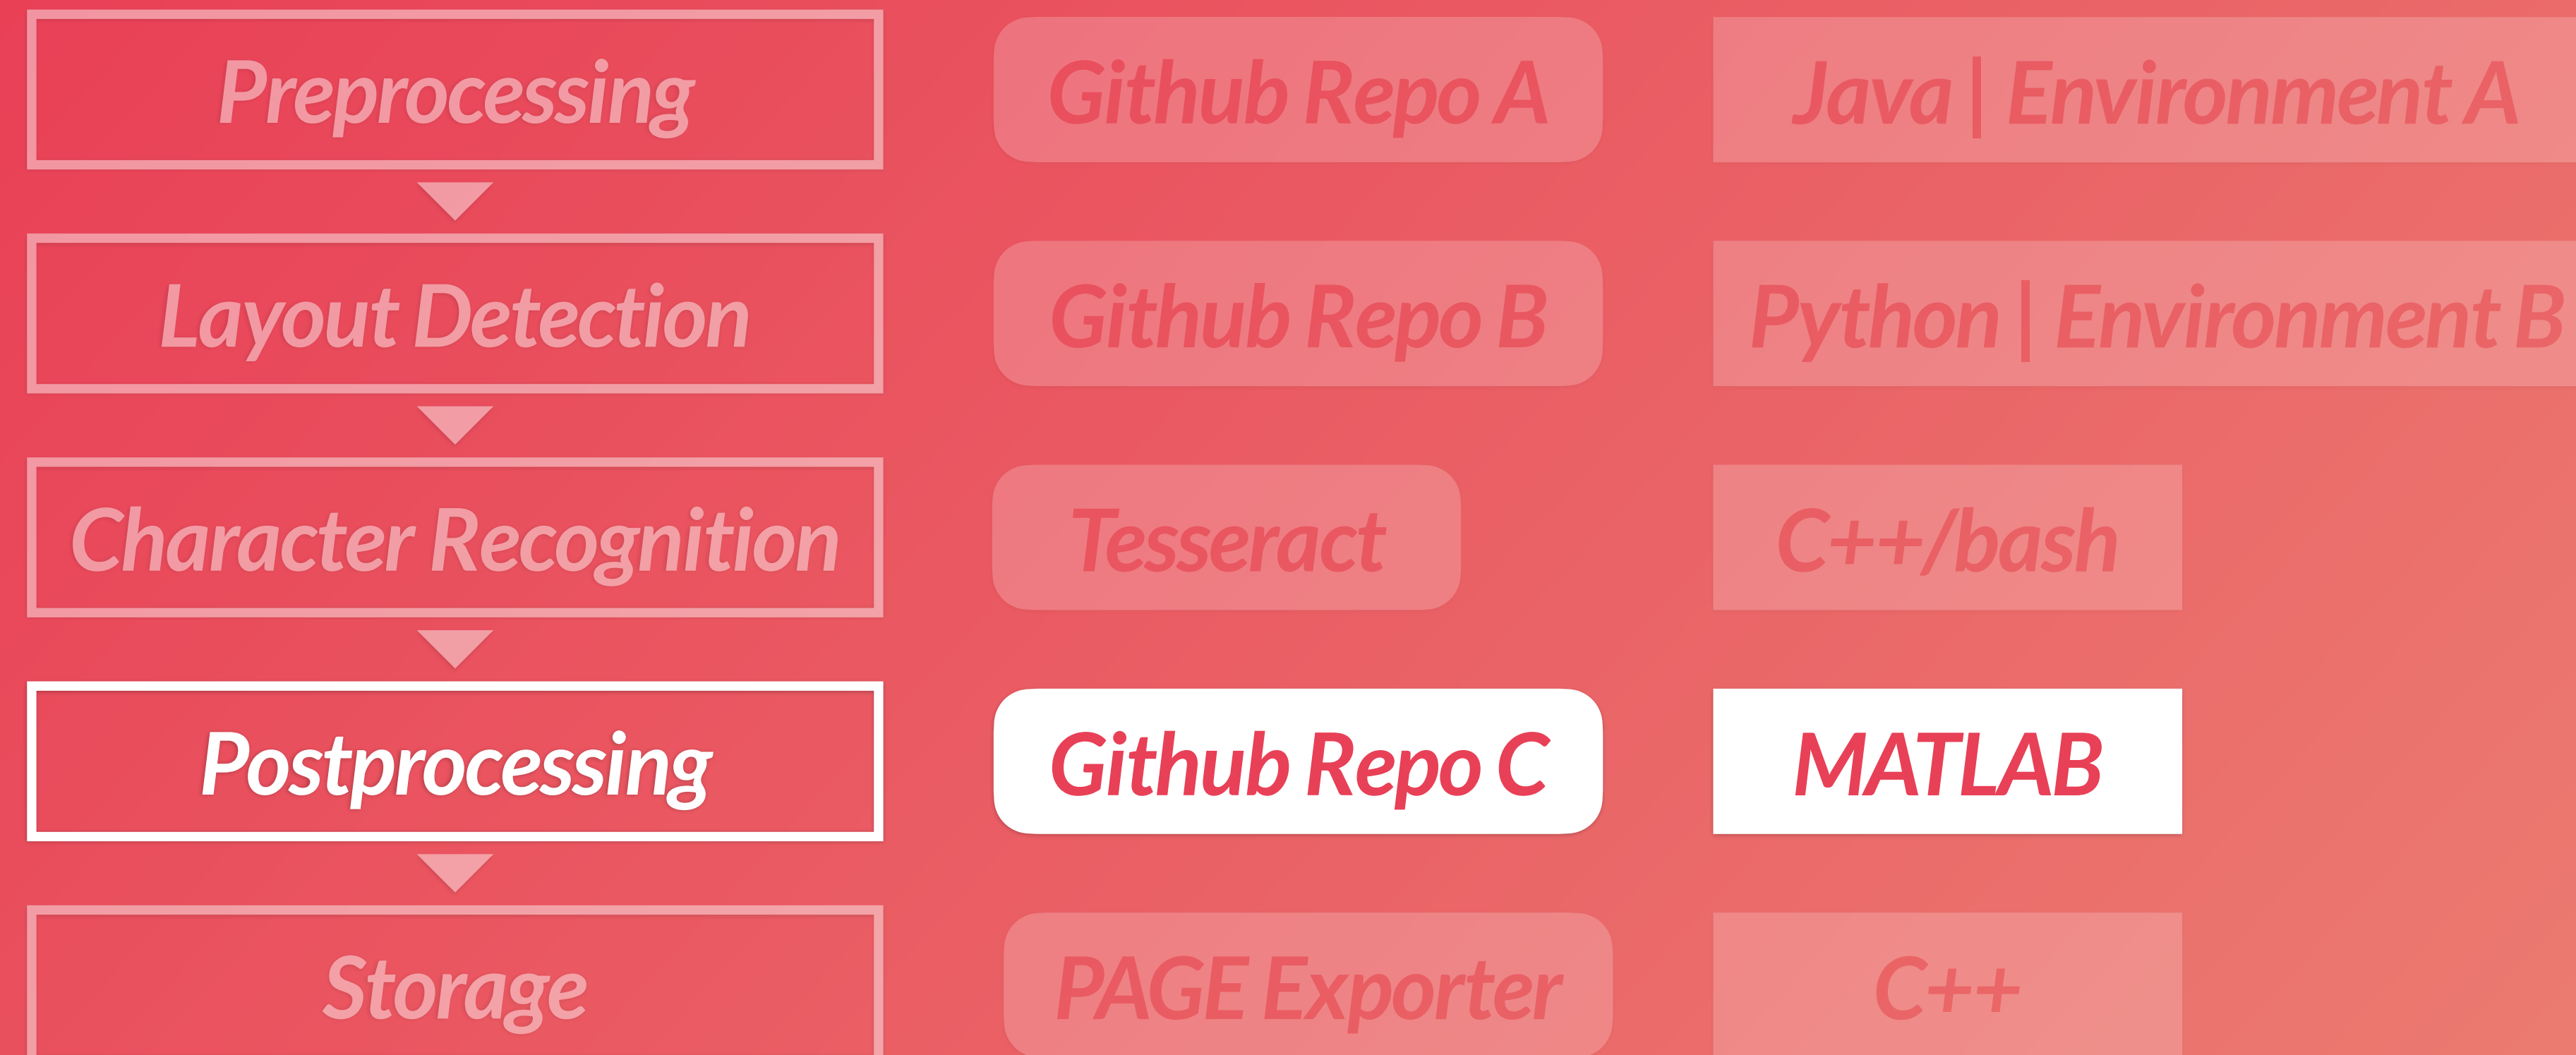 Preprocessing
Github Repo A
Java | Environment A
Layout Detection
Github Repo B
Python | Environment B
Character Recognition
Tesseract
C++/bash
Postprocessing
Github Repo C
MATLAB
Storage
PAGE Exporter
C++